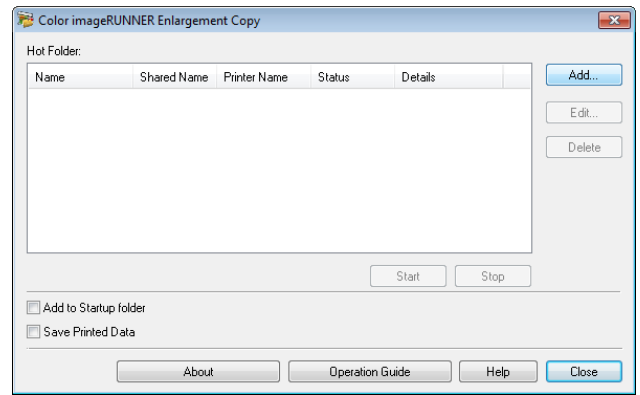 Color imageRUNNER Enlargement Copy
Hot Folder:
Name Shared Name Printer Name Status Details
Add...
Edit...
Delete
Start Stop
Add to Startup folder
Save Printed Data
About Operation Guide Help Close